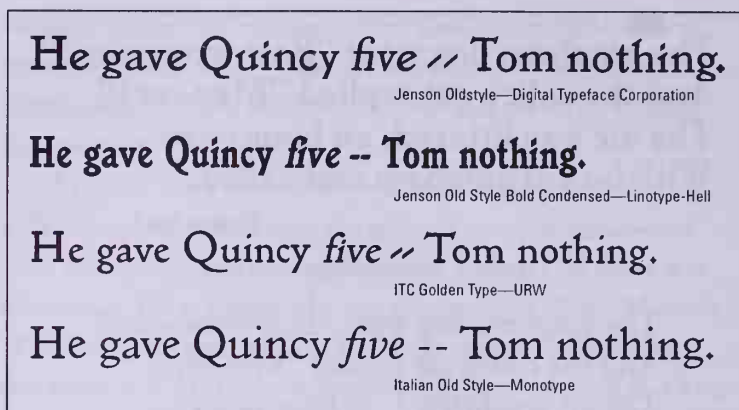 He gave Quincy five -- Tom nothing.
Jenson Oldstyle—Digital Typeface Corporation
He gave Quincy five -- Tom nothing.
Jenson Old Style Bold Condensed—Linotype-Hell
He gave Quincy five -- Tom nothing.
ITC Golden Type—URW
He gave Quincy five -- Tom nothing.
Italian Old Style—Monotype